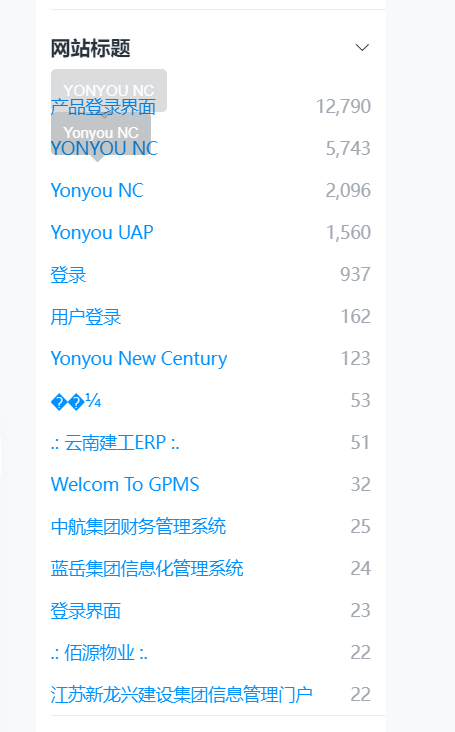 网站标题
YONYOU NC
产品登录界面 12,790
Yonyou NC
YONYOU NC 5,743
Yonyou NC 2,096
Yonyou UAP 1,560
登录 937
用户登录 162
Yonyou New Century 123
��¼ 53
.: 云南建工ERP :. 51
Welcom To GPMS 32
中航集团财务管理系统 25
蓝岳集团信息化管理系统 24
登录界面 23
.: 佰源物业 :. 22
江苏新龙兴建设集团信息管理门户 22